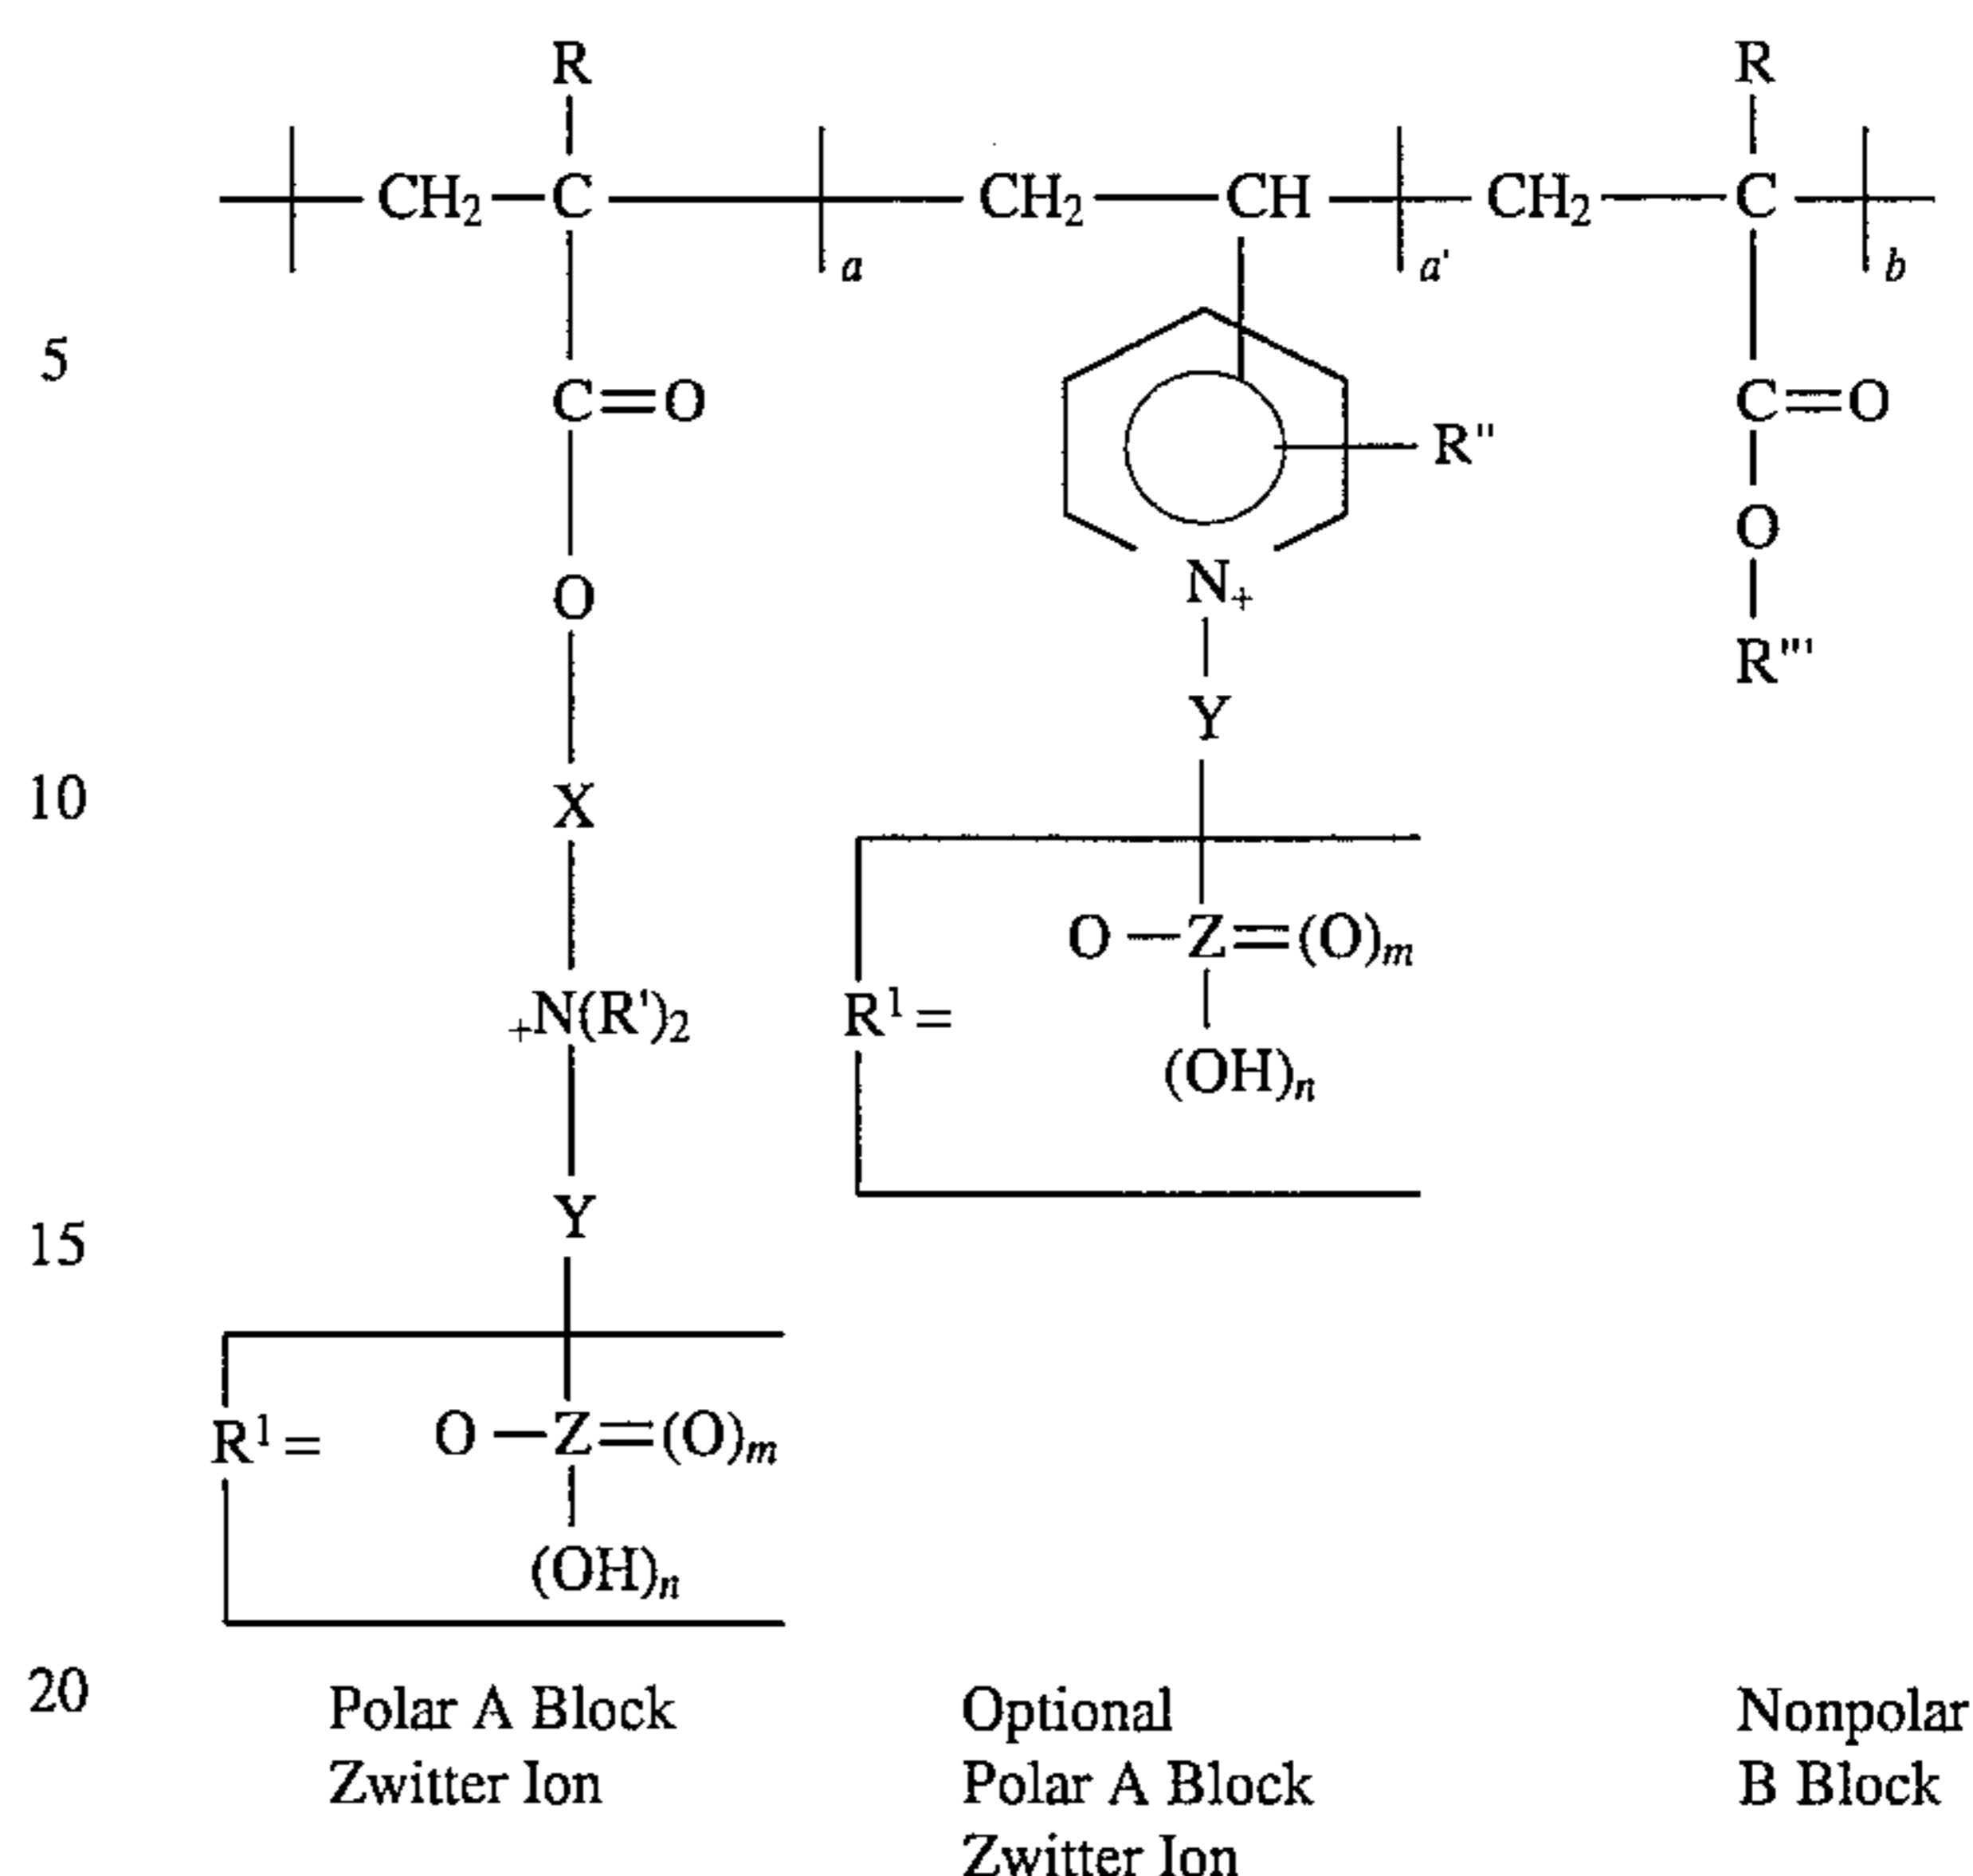 R R
CH2 C CH2 CH CH2 C
a a' b
5
C=O C=O
R"
O
O
N+
R"'
Y
10
X
O—Z=(O)m
+N(R')2
R1=
(OH)n
Y
15
R1= O—Z=(O)m
(OH)n
20
Polar A Block
Zwitter Ion
Optional
Polar A Block
Zwitter Ion
Nonpolar
B Block